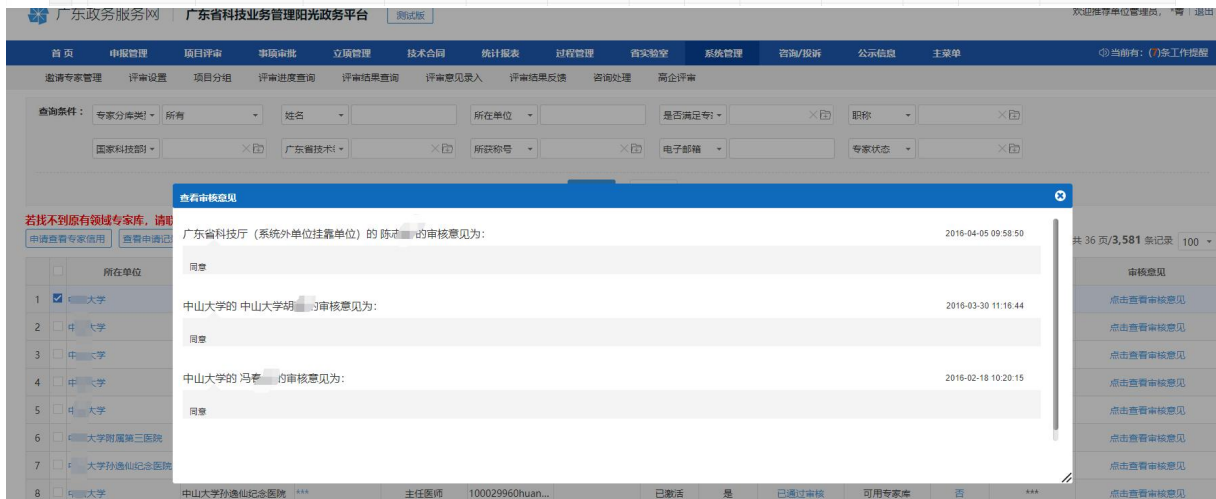 广东政务服务网 广东省科技业务管理阳光政务平台 测试版 欢迎推荐单位管理员, *青 退出
首页 申报管理 项目评审 事项审批 立项管理 技术合同 统计报表 过程管理 省实验室 系统管理 咨询/投诉 公示信息 主菜单 当前有:(7)条工作提醒
邀请专家管理 评审设置 项目分组 评审进度查询 评审结果查询 评审意见录入 评审结果反馈 咨询处理 高企评审
查询条件: 专家分库类 所有 姓名 所在单位 是否满足专 职称
国家科技部 广东省技术 所获称号 电子邮箱 专家状态
查看审核意见
若找不到原有领域专家库,请
申请查看专家信用 查看申请记
广东省科技厅(系统外单位挂靠单位)的 陈志 的审核意见为: 2016-04-05 09:58:50
共 36 页/3,581 条记录 100
同意
所在单位 审核意见
1 大学 点击查看审核意见
中山大学的 中山大学胡 的审核意见为: 2016-03-30 11:16:44
2 大学 点击查看审核意见
同意
3 大学 点击查看审核意见
中山大学的 冯春 的审核意见为: 2016-02-18 10:20:15
4 大学 点击查看审核意见
同意
5 大学 点击查看审核意见
6 大学附属第三医院 点击查看审核意见
7 大学孙逸仙纪念医院 点击查看审核意见
8 大学 中山大学孙逸仙纪念医院 *** 主任医师 100029960huan... 已激活 是 已通过审核 可用专家库 否 *** 点击查看审核意见